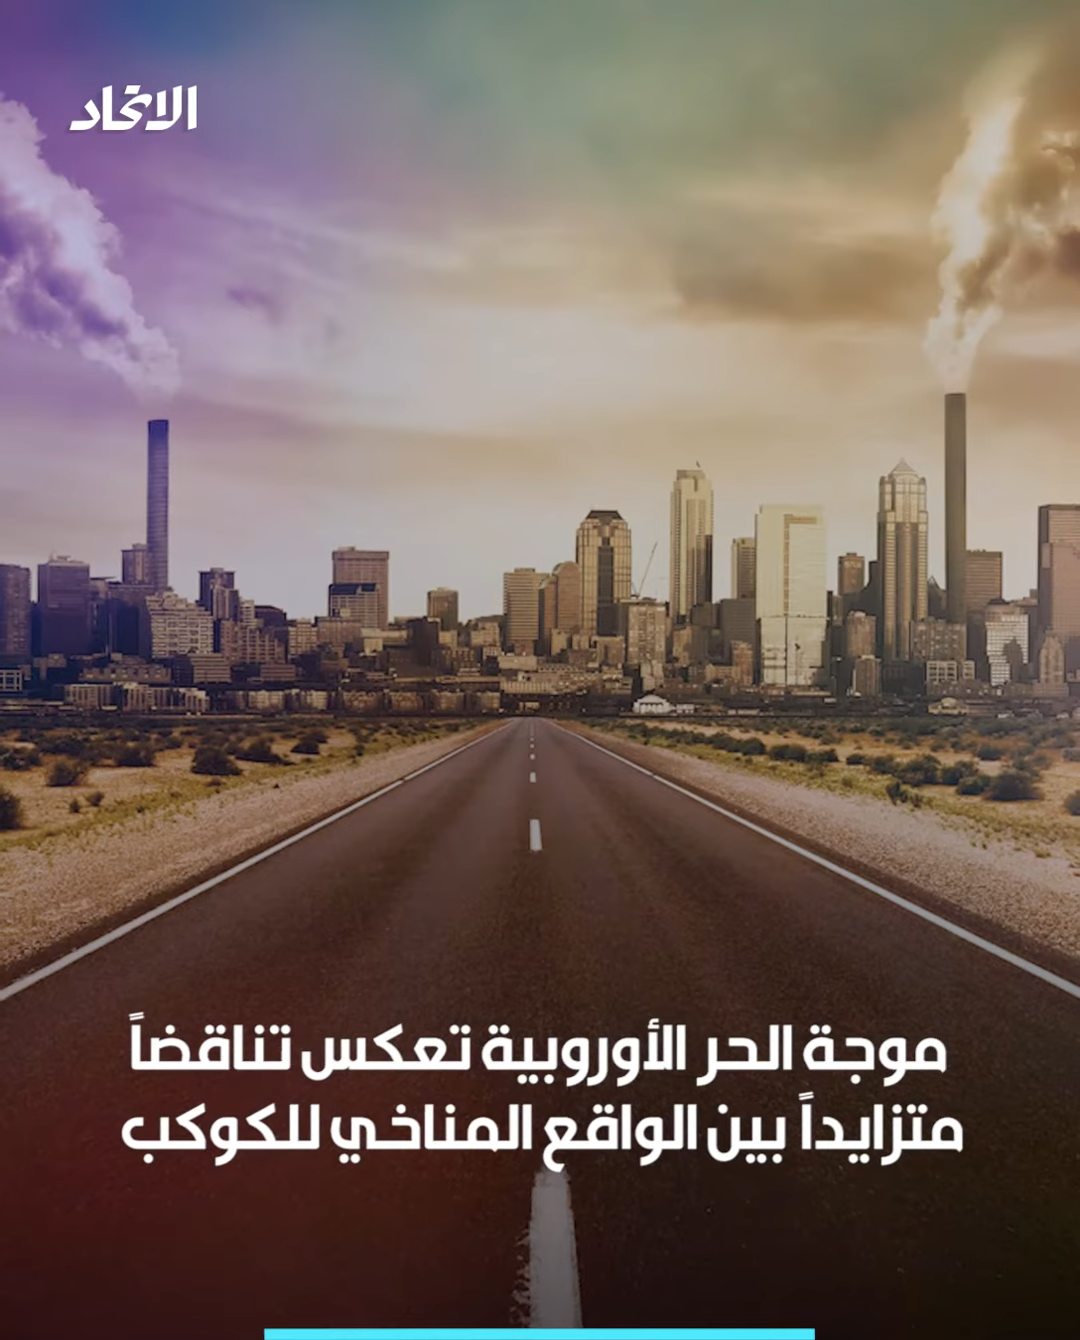 الاتحاد
موجة الحر الأوروبية تعكس تناقضاً
متزايداً بين الواقع المناخي للكوكب